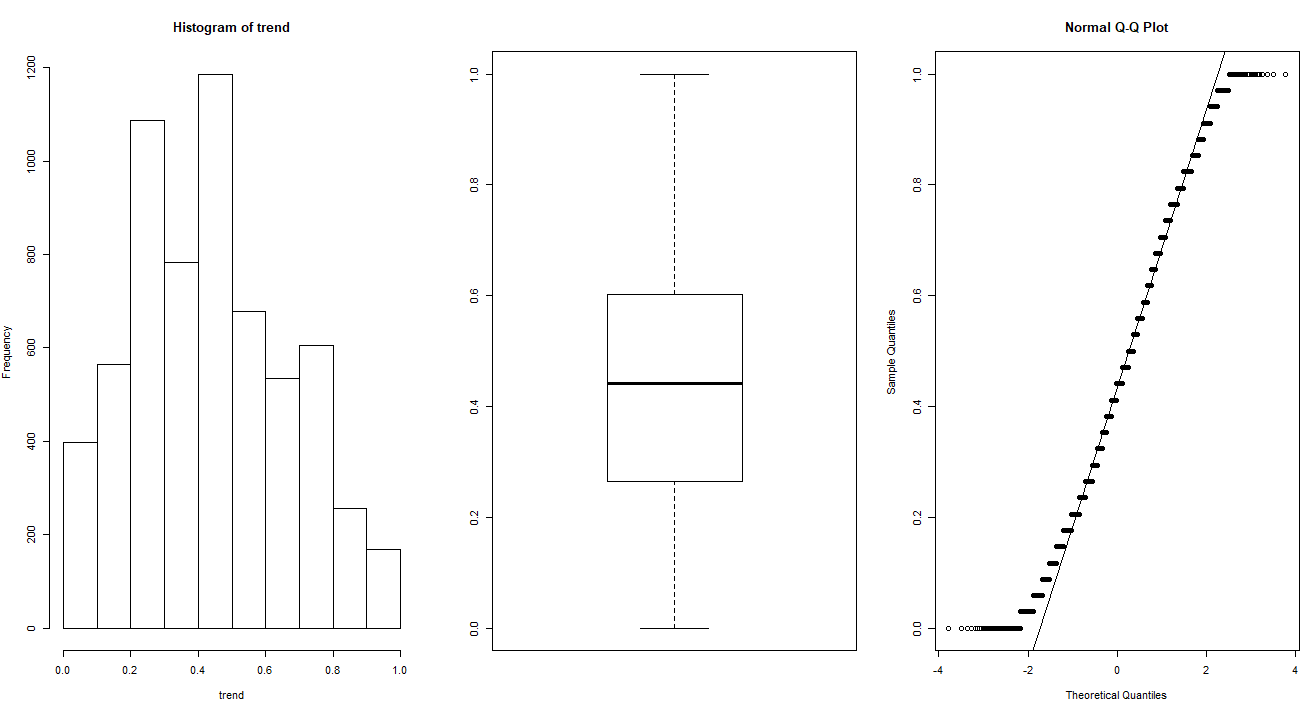 Histogram of trend
Frequency
0
200
400
600
800
1000
1200
0.0 0.2 0.4 0.6 0.8 1.0
trend
0.0
0.2
0.4
0.6
0.8
1.0
Normal Q-Q Plot
Sample Quantiles
0.0
0.2
0.4
0.6
0.8
1.0
-4 -2 0 2 4
Theoretical Quantiles